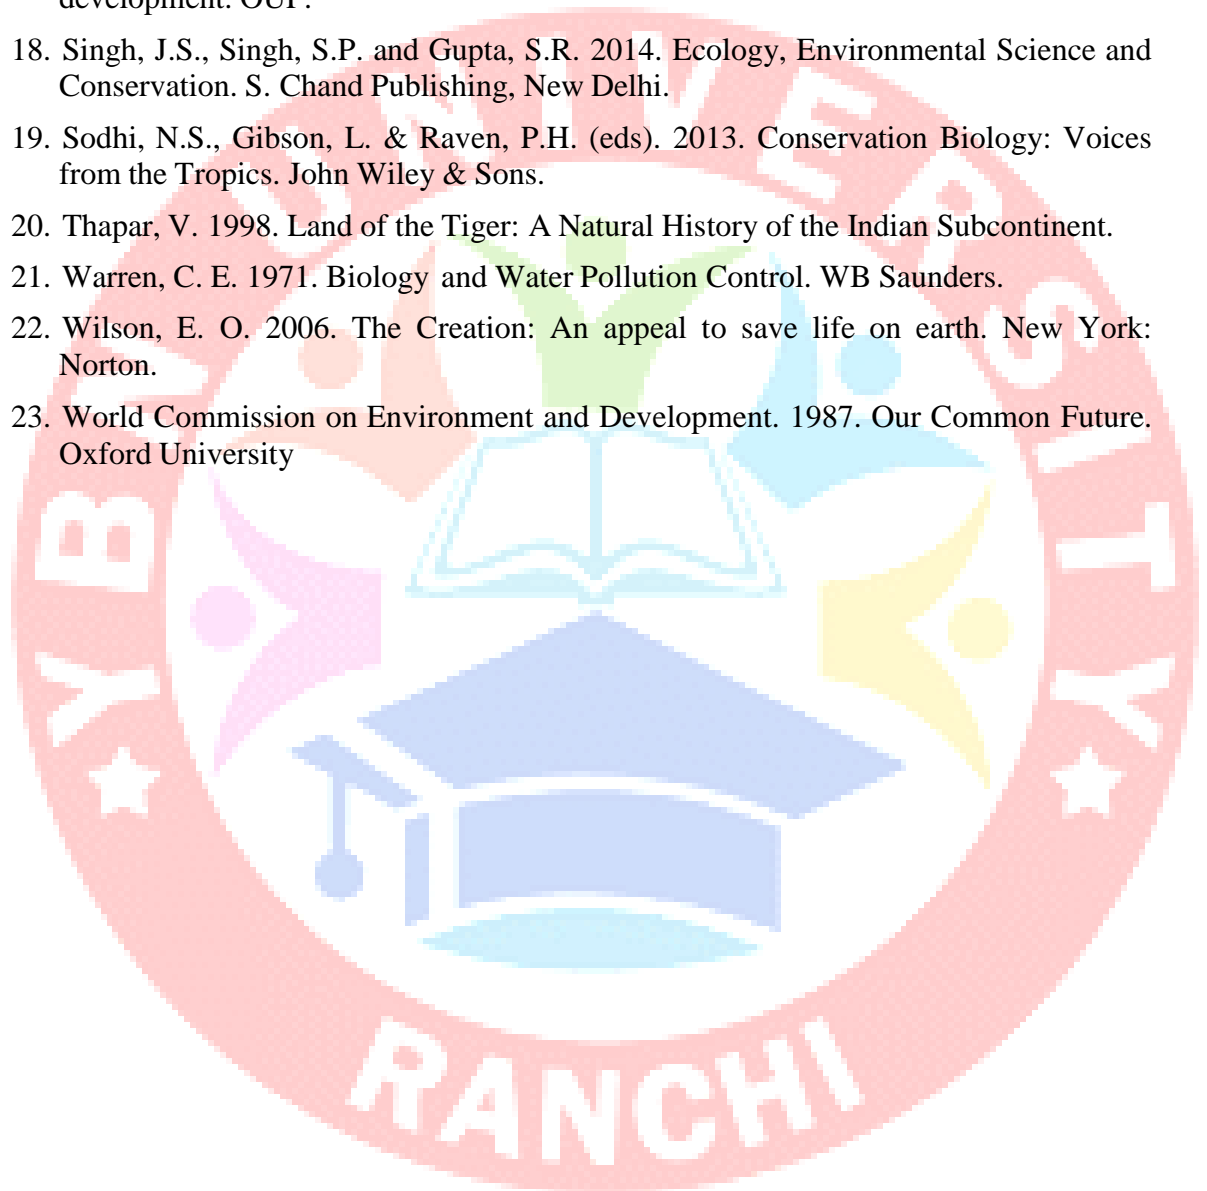 development. OUP.
18. Singh, J.S., Singh, S.P. and Gupta, S.R. 2014. Ecology, Environmental Science and
Conservation. S. Chand Publishing, New Delhi.
19. Sodhi, N.S., Gibson, L. & Raven, P.H. (eds). 2013. Conservation Biology: Voices
from the Tropics. John Wiley & Sons.
20. Thapar, V. 1998. Land of the Tiger: A Natural History of the Indian Subcontinent.
21. Warren, C. E. 1971. Biology and Water Pollution Control. WB Saunders.
22. Wilson, E. O. 2006. The Creation: An appeal to save life on earth. New York:
Norton.
23. World Commission on Environment and Development. 1987. Our Common Future.
Oxford University
YBN UNIVERSITY
RANCHI